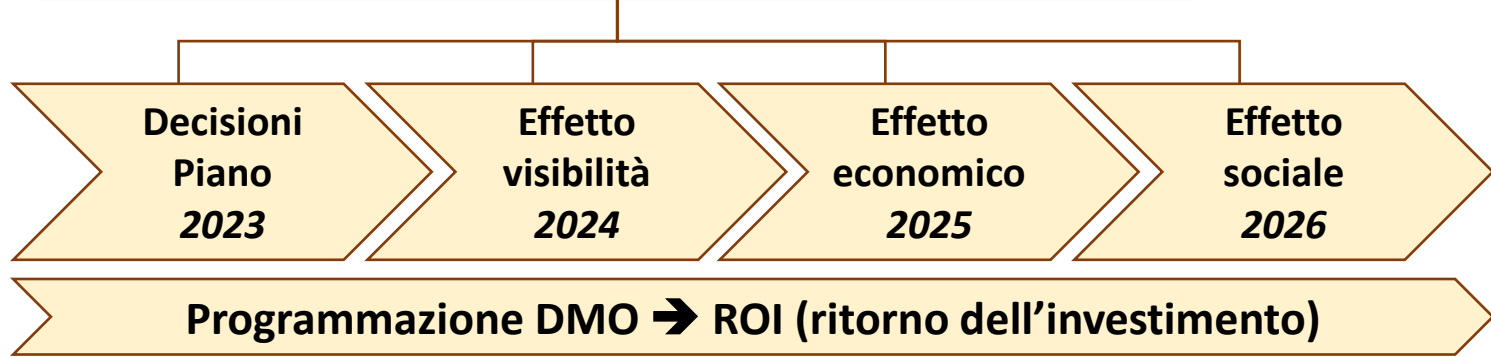 Decisioni
Piano
2023
Effetto
visibilità
2024
Effetto
economico
2025
Effetto
sociale
2026
Programmazione DMO ➔ ROI (ritorno dell’investimento)